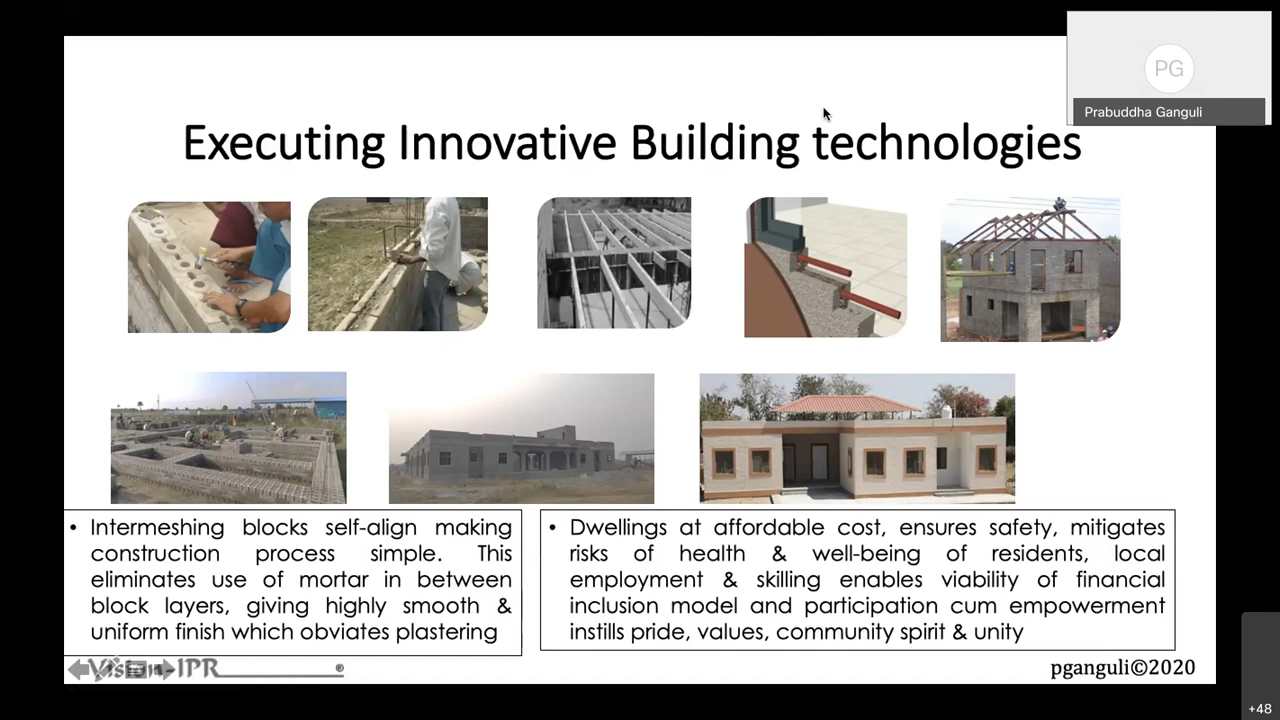 PG
Prabuddha Ganguli
Executing Innovative Building technologies
• Intermeshing blocks self-align making
construction process simple. This
eliminates use of mortar in between
block layers, giving highly smooth &
uniform finish which obviates plastering
• Dwellings at affordable cost, ensures safety, mitigates
risks of health & well-being of residents, local
employment & skilling enables viability of financial
inclusion model and participation cum empowerment
instills pride, values, community spirit & unity
Vision-IPR ®
pganguli©2020
+48